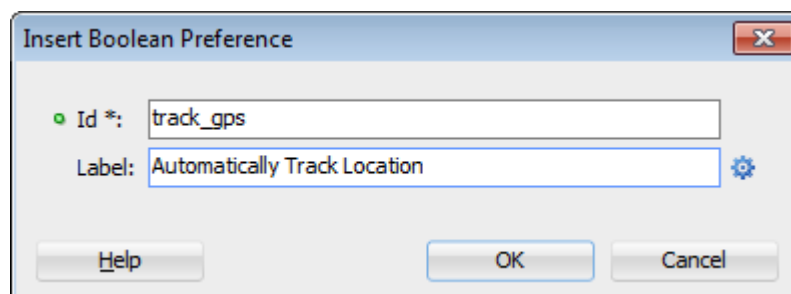 Insert Boolean Preference
Id *: track_gps
Label: Automatically Track Location
Help OK Cancel